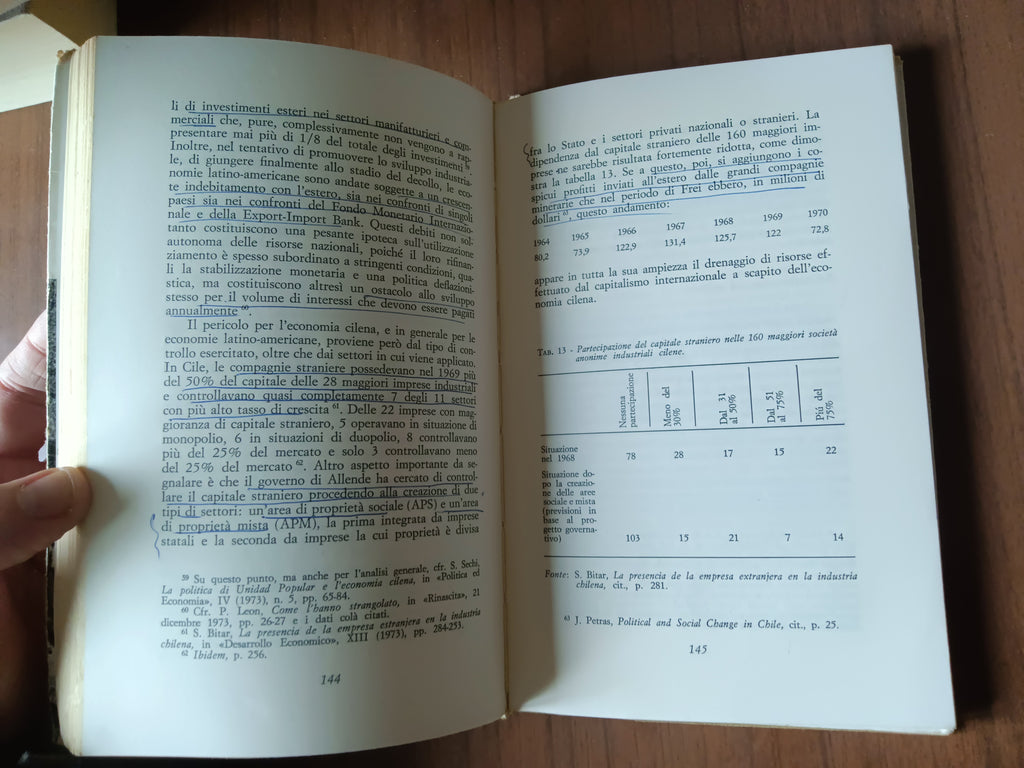 li di investimenti esteri nei settori manifatturieri e com-
merciali che, pure, complessivamente non vengono a rap-
presentare mai più di 1/8 del totale degli investimenti 59.
Inoltre, nel tentativo di promuovere lo sviluppo industria-
le, di giungere finalmente allo stadio del decollo, le eco-
nomie latino-americane sono andate soggette a un crescen-
te indebitamento con l'estero, sia nei confronti di singoli
paesi sia nei confronti del Fondo Monetario Internazio-
nale e della Export-Import Bank. Questi debiti non sol-
tanto costituiscono una pesante ipoteca sull'utilizzazione
autonoma delle risorse nazionali, poiché il loro rifinan-
ziamento è spesso subordinato a stringenti condizioni, qua-
li la stabilizzazione monetaria e una politica deflazioni-
stica, ma costituiscono altresì un ostacolo allo sviluppo
stesso per il volume di interessi che devono essere pagati
annualmente 60.
Il pericolo per l'economia cilena, e in generale per le
economie latino-americane, proviene però dal tipo di con-
trollo esercitato, oltre che dai settori in cui viene applicato.
In Cile, le compagnie straniere possedevano nel 1969 più
del 50% del capitale delle 28 maggiori imprese industriali
e controllavano quasi completamente 7 degli 11 settori
con più alto tasso di crescita 61. Delle 22 imprese con mag-
gioranza di capitale straniero, 5 operavano in situazione di
monopolio, 6 in situazioni di duopolio, 8 controllavano
più del 25% del mercato e solo 3 controllavano meno
del 25% del mercato 62. Altro aspetto importante da se-
gnalare è che il governo di Allende ha cercato di control-
lare il capitale straniero procedendo alla creazione di due
tipi di settori: un'area di proprietà sociale (APS) e un'area
di proprietà mista (APM), la prima integrata da imprese
statali e la seconda da imprese la cui proprietà è divisa
59 Su questo punto, ma anche per l'analisi generale, cfr. S. Sechi,
La politica di Unidad Popular e l'economia cilena, in «Politica ed
Economia», IV (1973), n. 5, pp. 65-84.
60 Cfr. P. Leon, Come l'hanno strangolato, in «Rinascita», 21
dicembre 1973, pp. 26-27 e i dati colà citati.
61 S. Bitar, La presencia de la empresa estranjera en la industria
chilena, in «Desarrollo Economico», XIII (1973), pp. 284-253.
62 Ibidem, p. 256.
144
fra lo Stato e i settori privati nazionali o stranieri. La
dipendenza dal capitale straniero delle 160 maggiori im-
prese ne sarebbe risultata fortemente ridotta, come dimo-
stra la tabella 13. Se a questo, poi, si aggiungono i co-
spicui profitti inviati all'estero dalle grandi compagnie
minerarie che nel periodo di Frei ebbero, in milioni di
dollari 63, questo andamento:
1964 1965 1966 1967 1968 1969 1970
80,2 73,9 122,9 131,4 125,7 122 72,8
appare in tutta la sua ampiezza il drenaggio di risorse ef-
fettuato dal capitalismo internazionale a scapito dell'eco-
nomia cilena.
TAB. 13 - Partecipazione del capitale straniero nelle 160 maggiori società
anonime industriali cilene.
Nessuna
partecipazione
Meno del
30%
Dal 31
al 50%
Dal 51
al 75%
Piú del
75%
Situazione
nel 1968 78 28 17 15 22
Situazione do-
po la creazio-
ne delle aree
sociale e mista
(previsioni in
base al pro-
getto governa-
tivo) 103 15 21 7 14
Fonte: S. Bitar, La presencia de la empresa extranjera en la industria
chilena, cit., p. 281.
63 J. Petras, Political and Social Change in Chile, cit., p. 25.
145